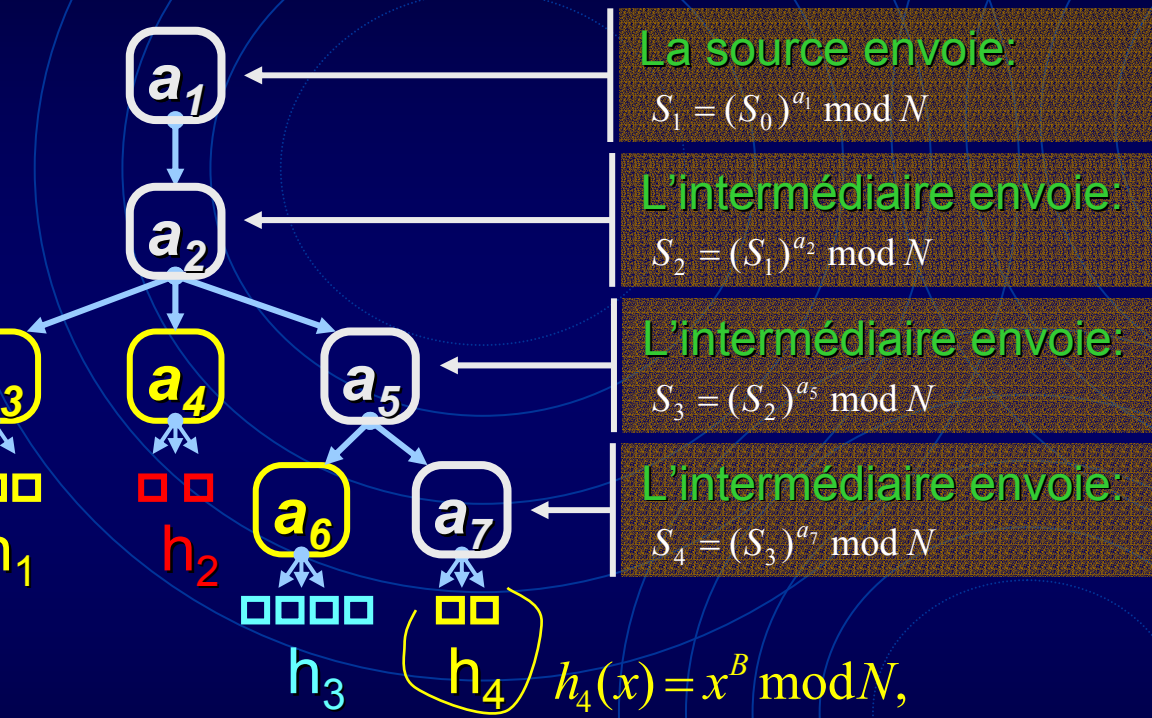 a₁
La source envoie:
S₁ = (S₀)^a₁ mod N
a₂
L'intermédiaire envoie:
S₂ = (S₁)^a₂ mod N
3
a₄
a₅
L'intermédiaire envoie:
S₃ = (S₂)^a₅ mod N
a₆
a₇
L'intermédiaire envoie:
S₄ = (S₃)^a₇ mod N
h₁
h₂
h₃
h₄
h₄(x) = x^B mod N,